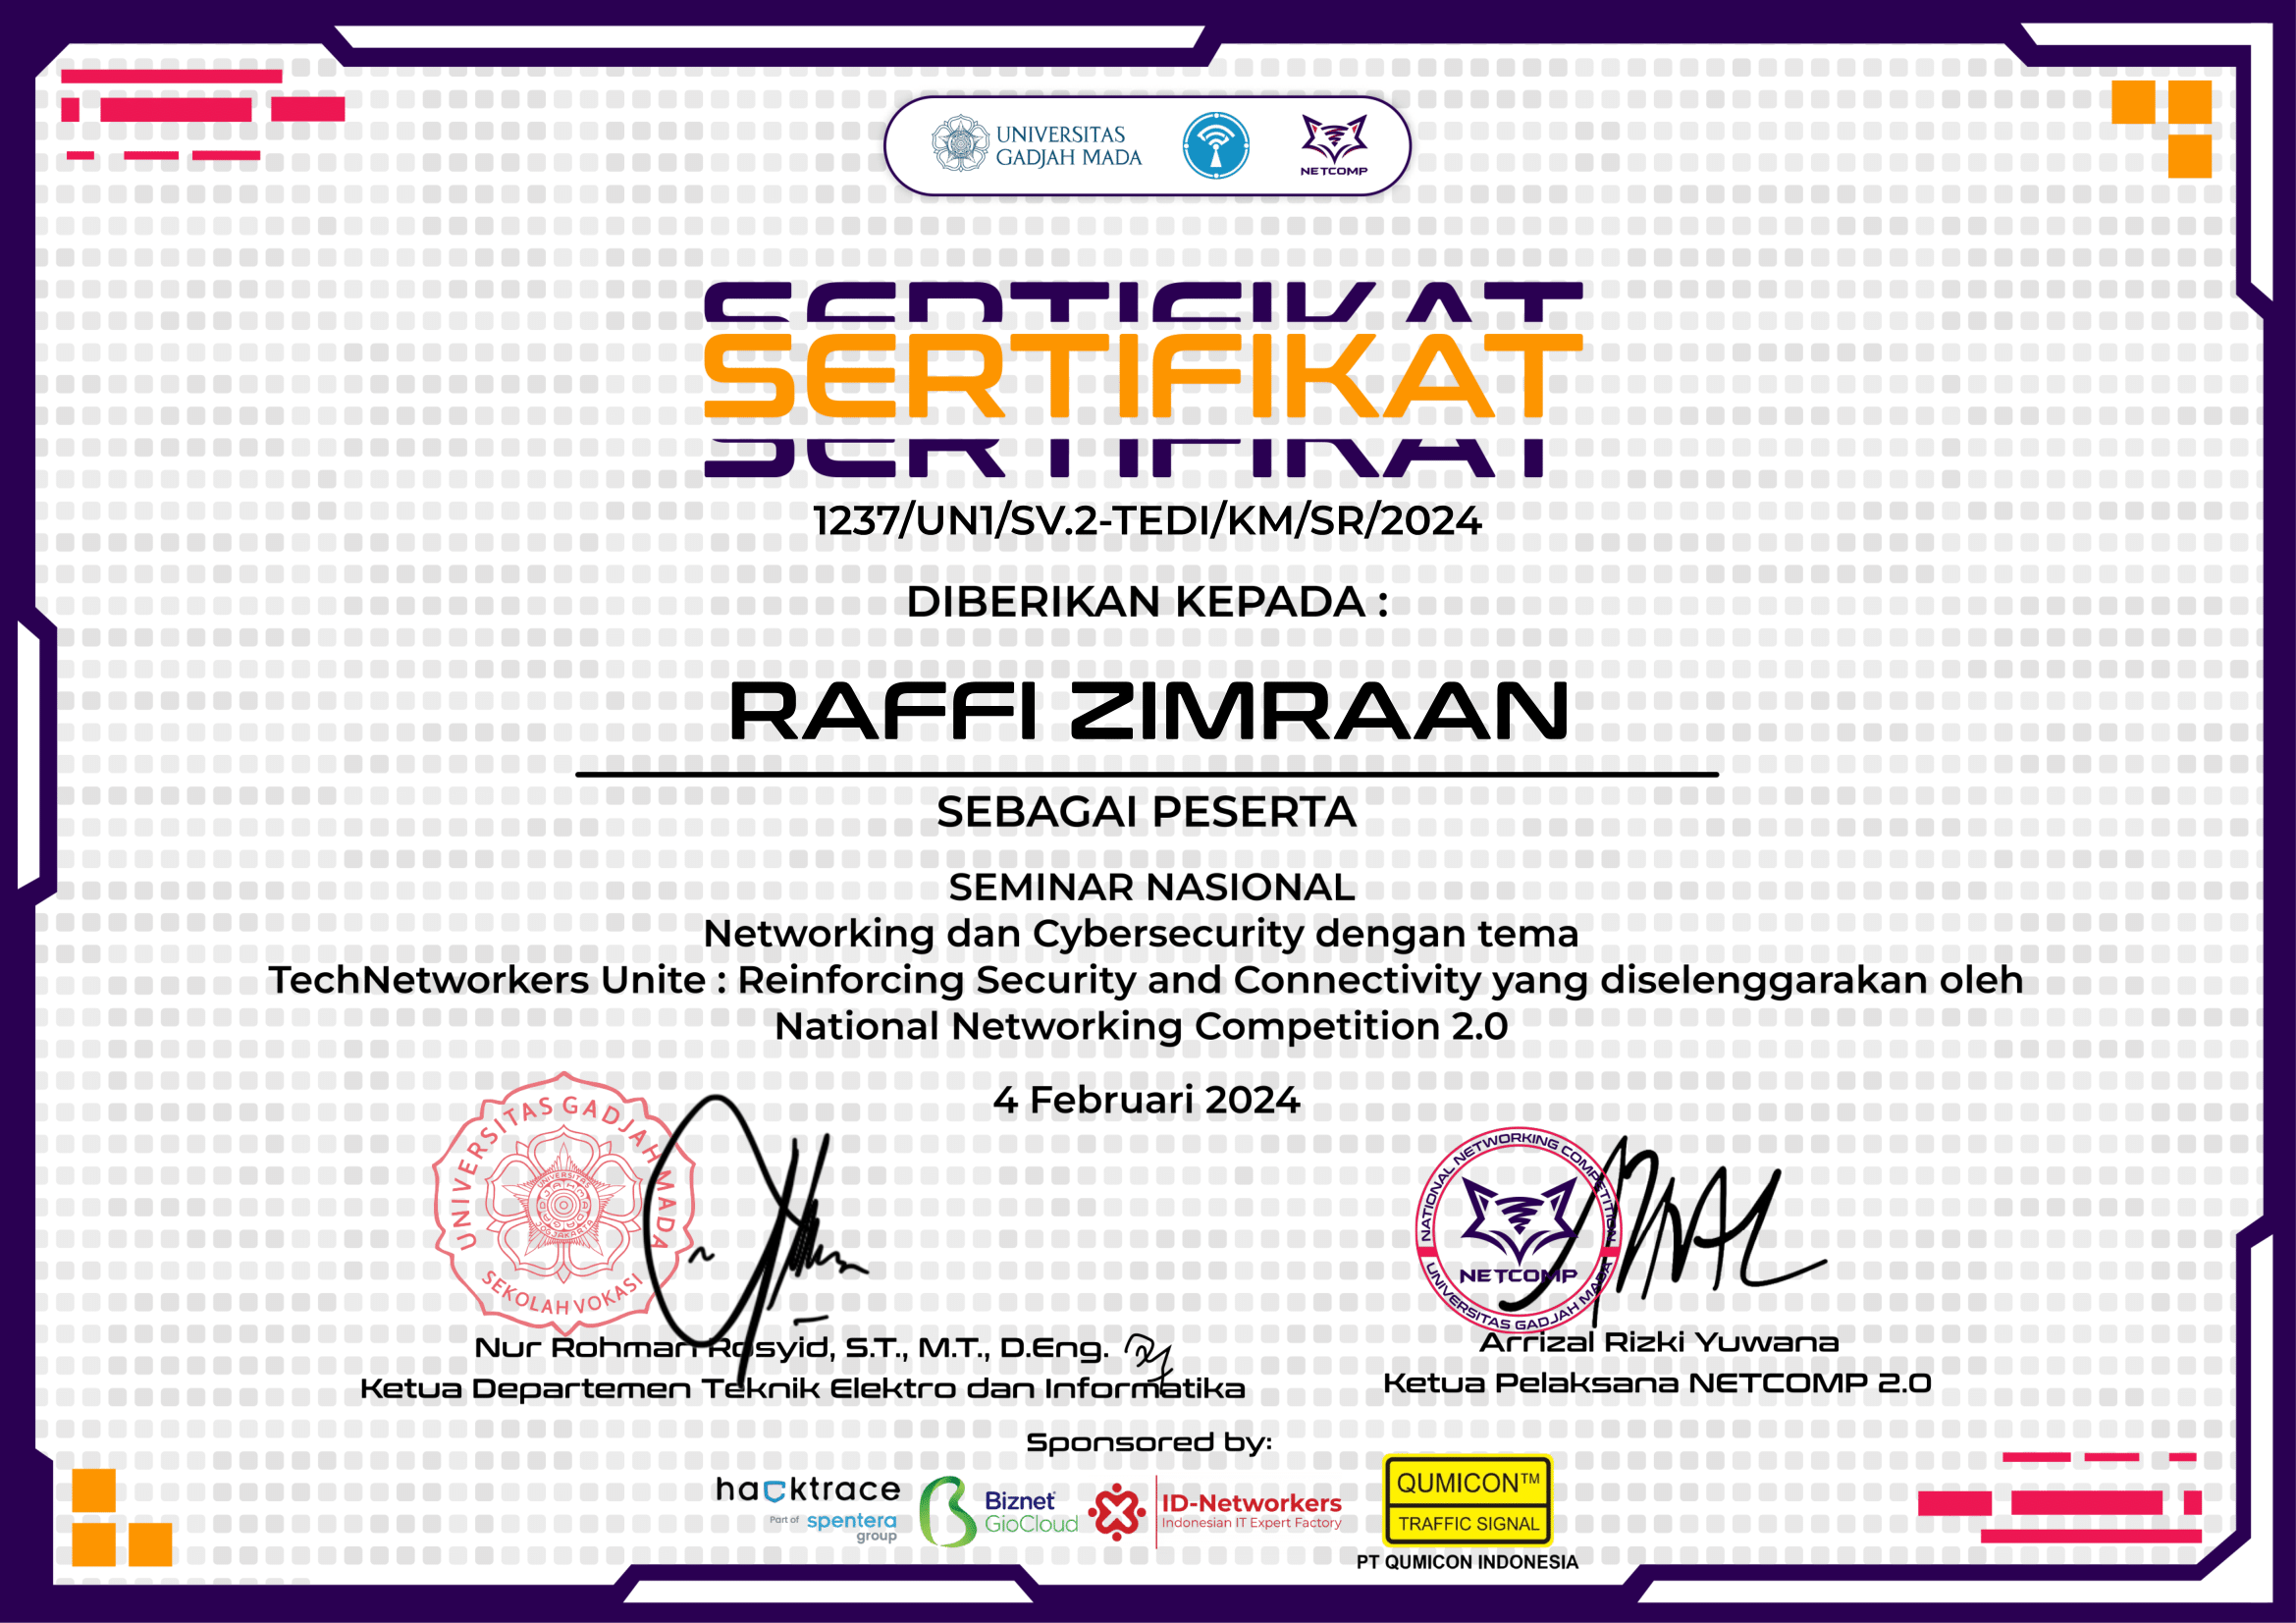 UNIVERSITAS
GADJAH MADA
NETCOMP
SERTIFIKAT
SERTIFIKAT
SERTIFIKAT
1237/UN1/SV.2-TEDI/KM/SR/2024
DIBERIKAN KEPADA :
RAFFI ZIMRAAN
SEBAGAI PESERTA
SEMINAR NASIONAL
Networking dan Cybersecurity dengan tema
TechNetworkers Unite : Reinforcing Security and Connectivity yang diselenggarakan oleh
National Networking Competition 2.0
4 Februari 2024
UNIVERSITAS GADJAH MADA
SEKOLAH VOKASI
NATIONAL NETWORKING COMPETITION
NETCOMP
UNIVERSITAS GADJAH MADA
Nur Rohman Rosyid, S.T., M.T., D.Eng.
Ketua Departemen Teknik Elektro dan Informatika
Arrizal Rizki Yuwana
Ketua Pelaksana NETCOMP 2.0
Sponsored by:
hacktrace
Part of spentera
group
Biznet
GioCloud
ID-Networkers
Indonesian IT Expert Factory
QUMICON™
TRAFFIC SIGNAL
PT QUMICON INDONESIA